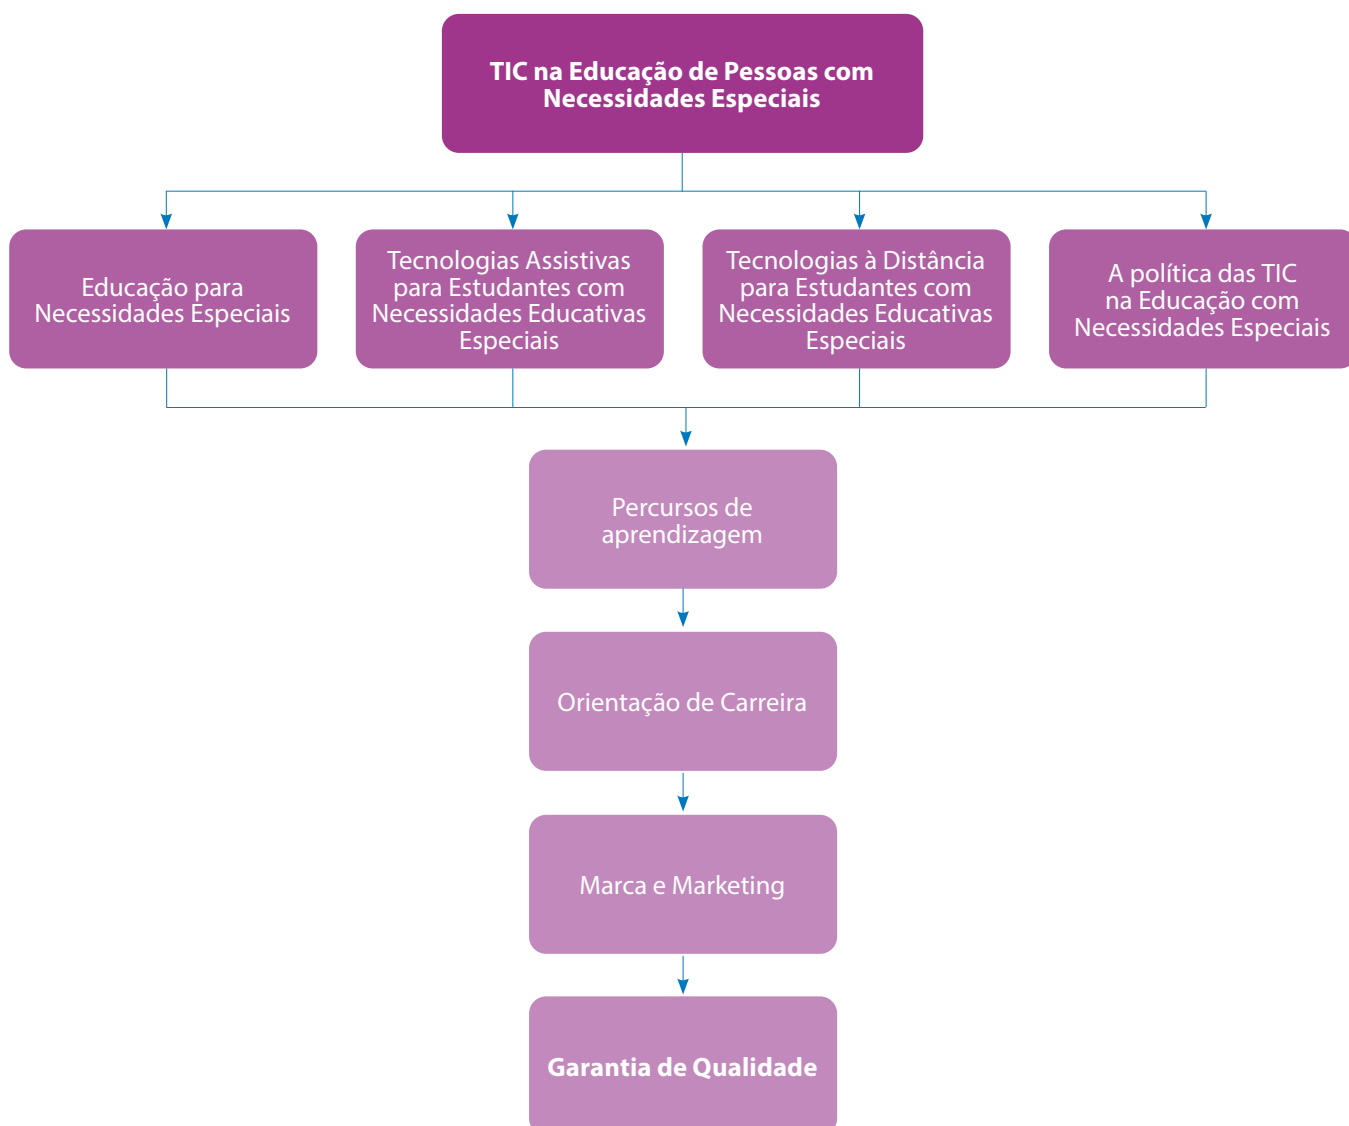 TIC na Educação de Pessoas com
Necessidades Especiais
Educação para
Necessidades Especiais
Tecnologias Assistivas
para Estudantes com
Necessidades Educativas
Especiais
Tecnologias à Distância
para Estudantes com
Necessidades Educativas
Especiais
A política das TIC
na Educação com
Necessidades Especiais
Percursos de
aprendizagem
Orientação de Carreira
Marca e Marketing
Garantia de Qualidade